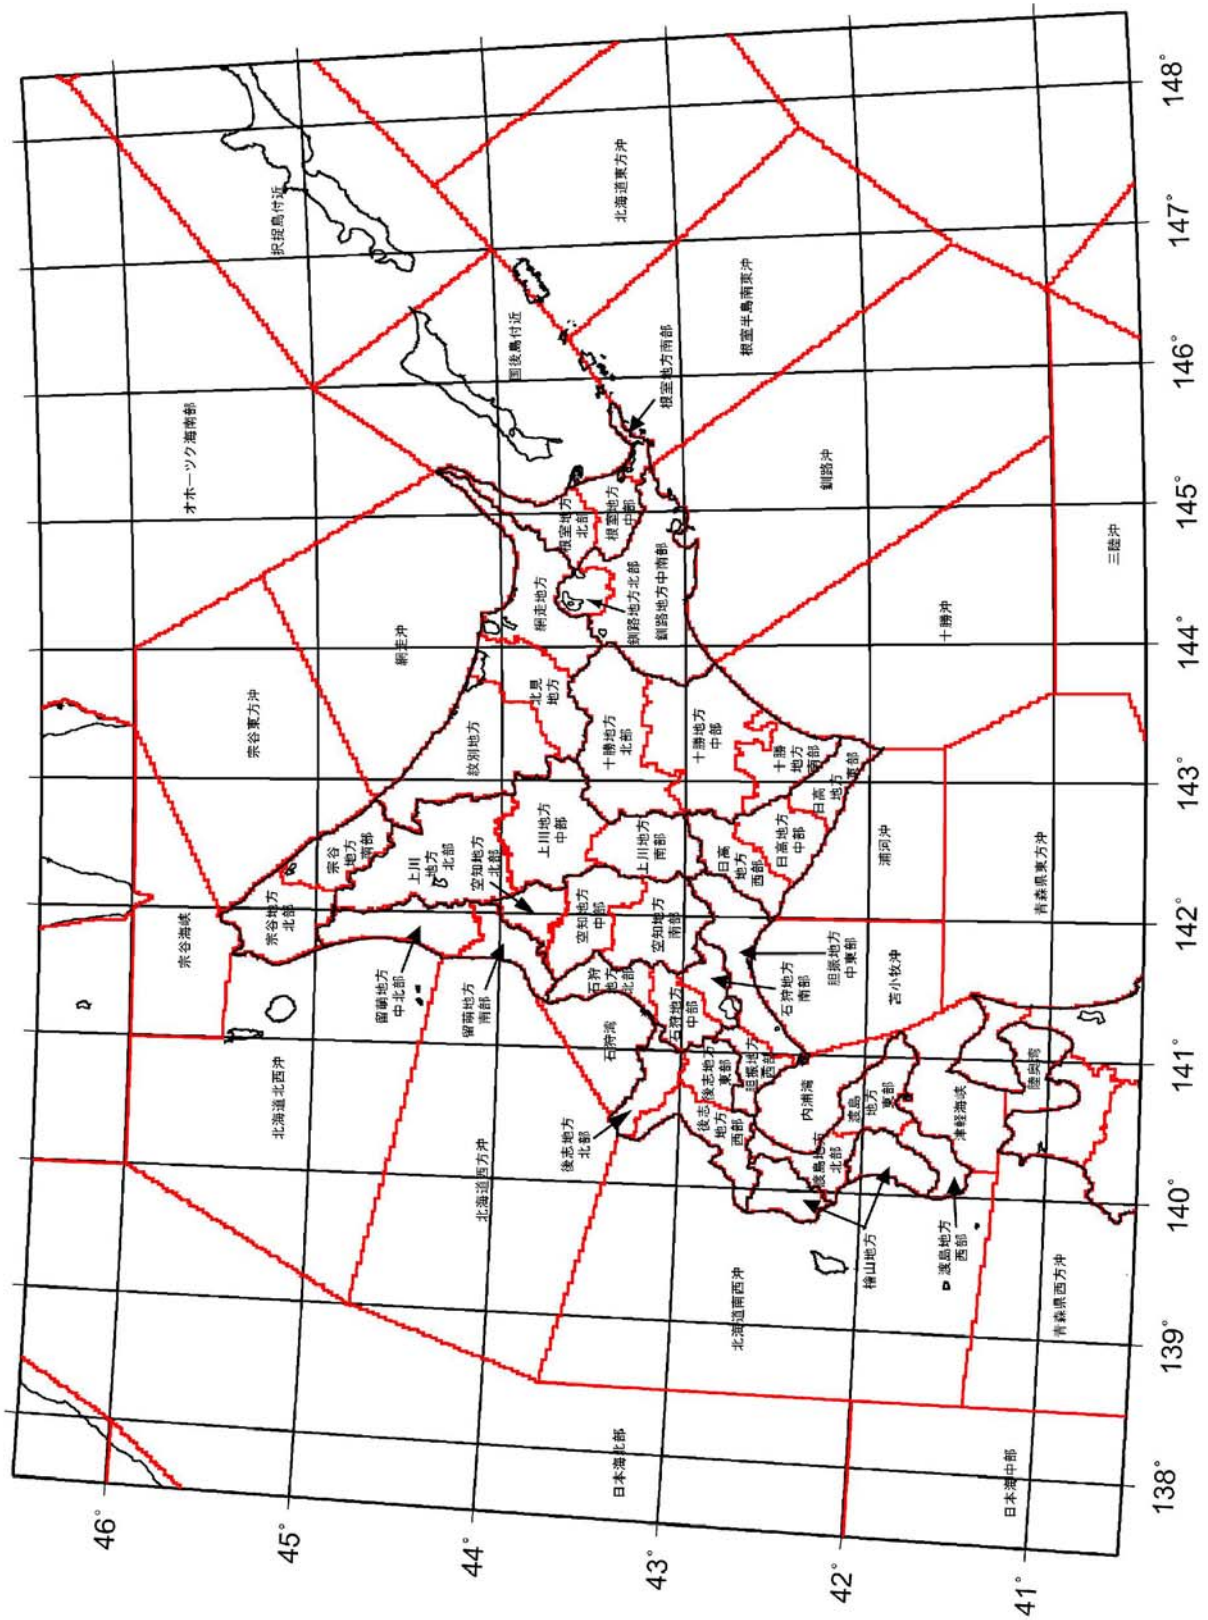 46°
45°
44°
43°
42°
41°
138°
139°
140°
141°
142°
143°
144°
145°
146°
147°
148°
オホーツク海南部
択捉島付近
国後島付近
北海道東方沖
根室半島南東沖
根室地方南部
釧路沖
三陸沖
十勝沖
網走沖
宗谷東方沖
宗谷海峡
宗谷地方
北部
宗谷
地方
南部
上川
地方
北部
空知地方
北部
上川地方
中部
上川地方
南部
紋別地方
北見
地方
網走地方
根室地方
北部
根室地方
中部
釧路地方北部
釧路地方中南部
十勝地方
北部
十勝地方
中部
十勝
地方
南部
日高
地方
東部
日高地方
中部
日高
地方
西部
浦河沖
青森県東方沖
留萌地方
中北部
留萌地方
南部
空知地方
中部
空知地方
南部
石狩
地方
北部
石狩地方
中部
石狩地方
南部
胆振地方
中東部
苫小牧沖
石狩湾
後志地方
北部
後志地方
東部
後志
地方
西部
胆振地方
西部
内浦湾
渡島
地方
東部
渡島地方
北部
檜山地方
渡島地方
西部
津軽海峡
陸奥湾
北海道北西沖
北海道西方沖
北海道南西沖
青森県西方沖
日本海北部
日本海中部